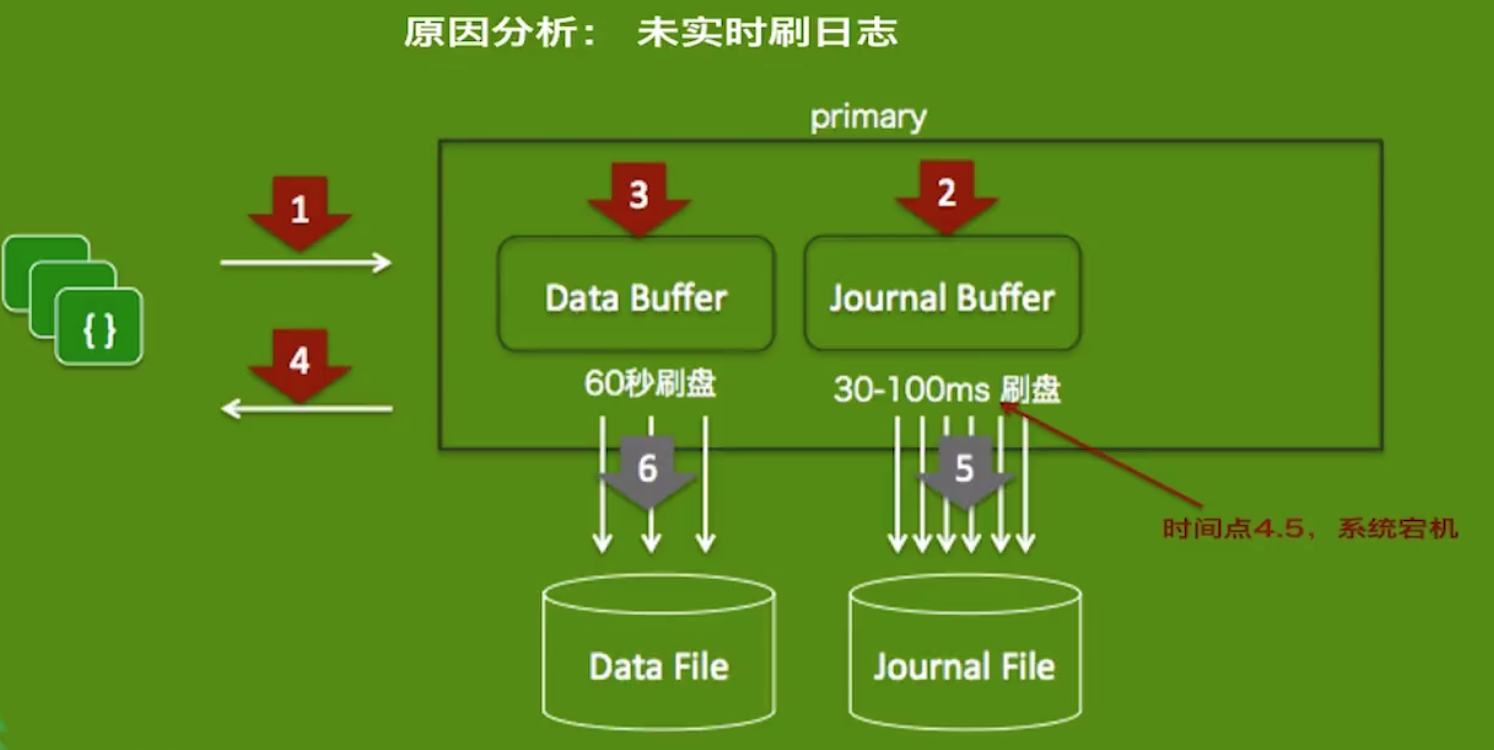 原因分析： 未实时刷日志
primary
1
3
2
Data Buffer
Journal Buffer
{ }
4
60秒刷盘
30-100ms 刷盘
6
5
时间点4.5，系统宕机
Data File
Journal File